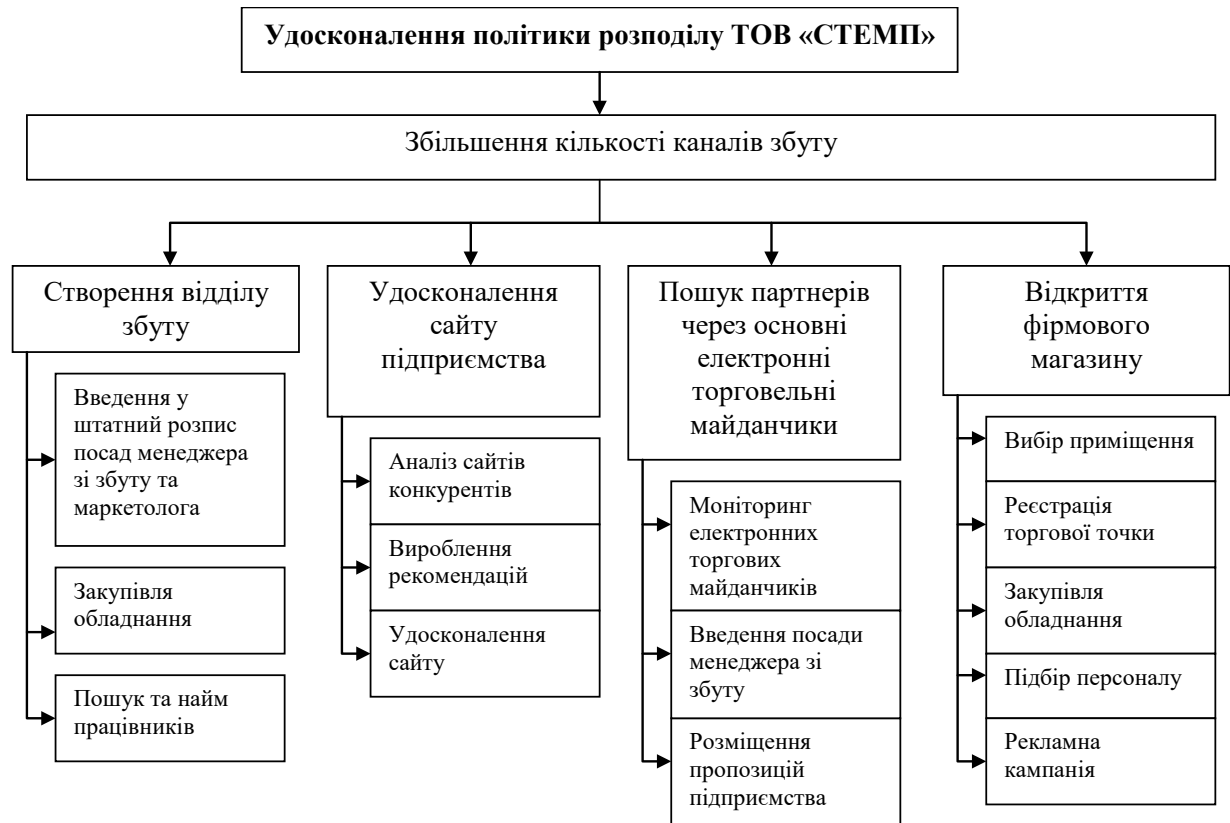 Удосконалення політики розподілу ТОВ «СТЕМП»
Збільшення кількості каналів збуту
Створення відділу
збуту
Введення у
штатний розпис
посад менеджера
зі збуту та
маркетолога
Закупівля
обладнання
Пошук та найм
працівників
Удосконалення
сайту
підприємства
Аналіз сайтів
конкурентів
Вироблення
рекомендацій
Удосконалення
сайту
Пошук партнерів
через основні
електронні
торговельні
майданчики
Моніторинг
електронних
торгових
майданчиків
Введення посади
менеджера зі
збуту
Розміщення
пропозицій
підприємства
Відкриття
фірмового
магазину
Вибір приміщення
Реєстрація
торгової точки
Закупівля
обладнання
Підбір персоналу
Рекламна
кампанія